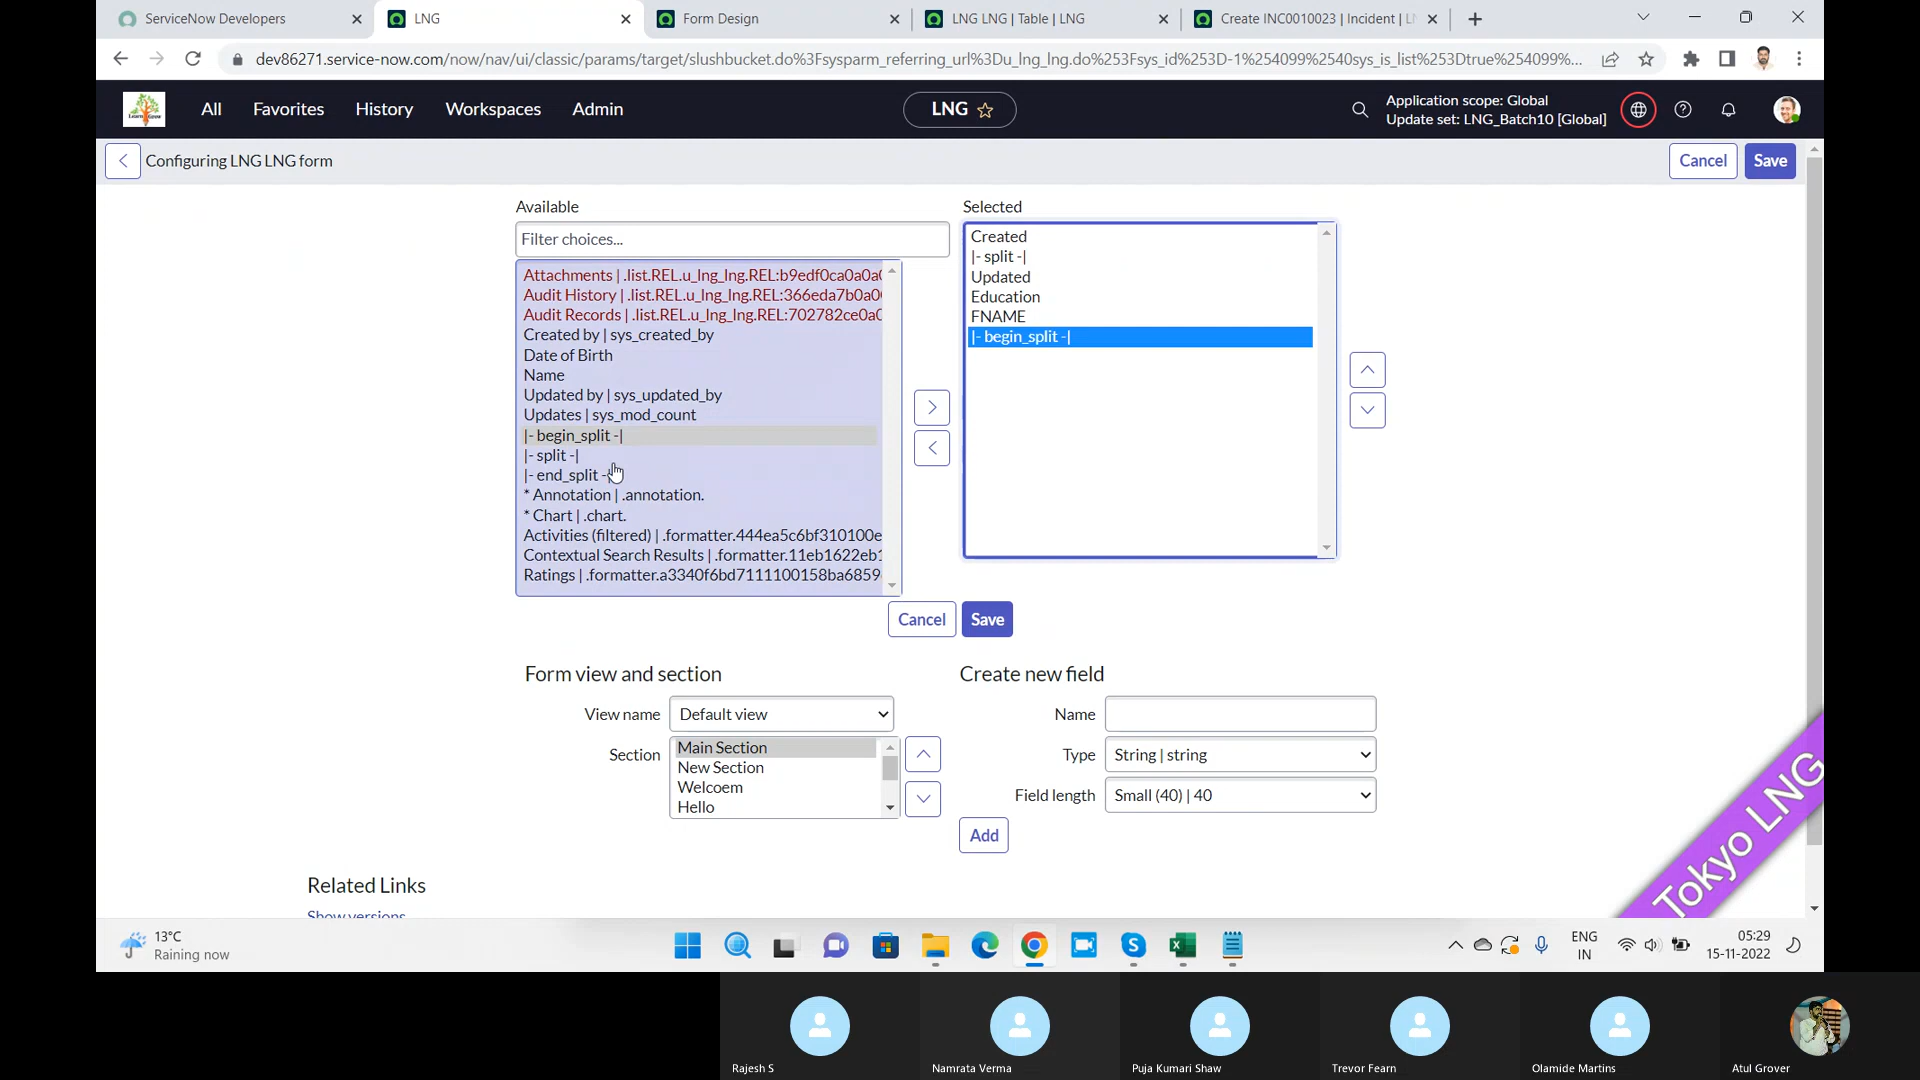 ServiceNow Developers
LNG
Form Design
LNG LNG | Table | LNG
Create INC0010023 | Incident | LN
dev86271.service-now.com/now/nav/ui/classic/params/target/slushbucket.do%3Fsysparm_referring_url%3Du_lng_lng.do%253Fsys_id%253D-1%254099%2540sys_is_list%253Dtrue%254099%...
All
Favorites
History
Workspaces
Admin
LNG
Application scope: Global
Update set: LNG_Batch10 [Global]
Configuring LNG LNG form
Cancel
Save
Available
Selected
Filter choices...
Attachments | .list.REL.u_lng_lng.REL:b9edf0ca0a0a0
Audit History | .list.REL.u_lng_lng.REL:366eda7b0a00
Audit Records | .list.REL.u_lng_lng.REL:702782ce0a0
Created by | sys_created_by
Date of Birth
Name
Updated by | sys_updated_by
Updates | sys_mod_count
|- begin_split -|
|- split -|
|- end_split -|
* Annotation | .annotation.
* Chart | .chart.
Activities (filtered) | .formatter.444ea5c6bf310100e
Contextual Search Results | .formatter.11eb1622eb1
Ratings | .formatter.a3340f6bd7111100158ba6859
Created
|- split -|
Updated
Education
FNAME
|- begin_split -|
Cancel
Save
Form view and section
Create new field
View name
Default view
Section
Main Section
New Section
Welcoem
Hello
Name
Type
String | string
Field length
Small (40) | 40
Add
Related Links
Show versions
Tokyo LNG
13°C
Raining now
ENG
IN
05:29
15-11-2022
Rajesh S
Namrata Verma
Puja Kumari Shaw
Trevor Fearn
Olamide Martins
Atul Grover